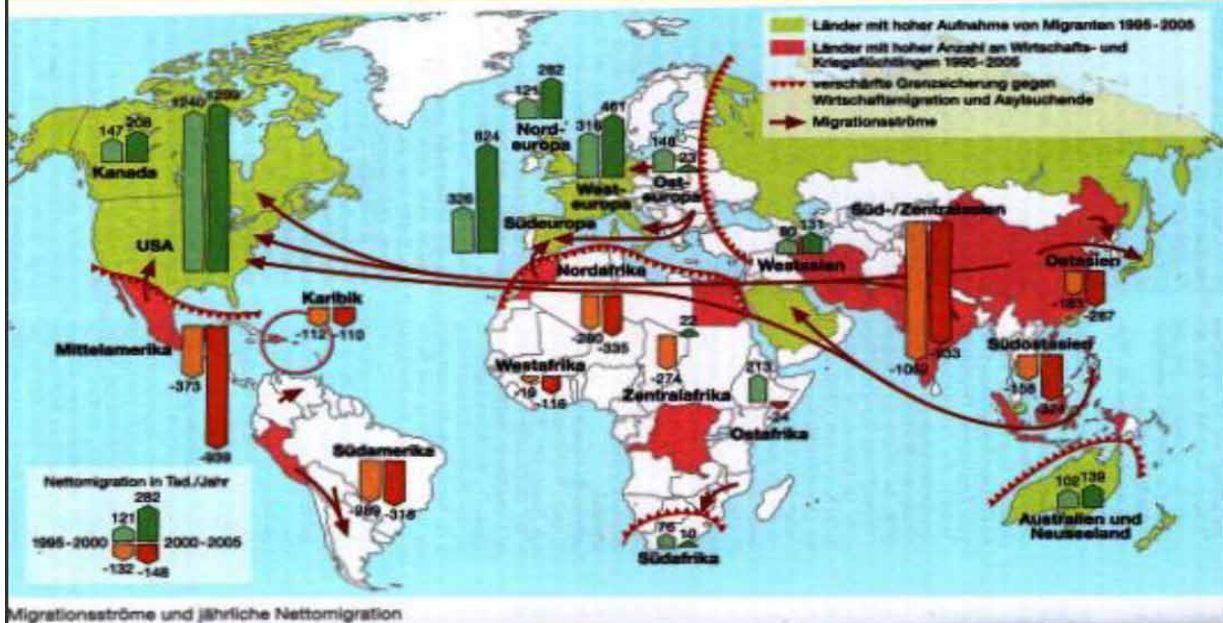 Länder mit hoher Aufnahme von Migranten 1995-2005
Länder mit hoher Anzahl an Wirtschafts- und
Kriegsflüchtlingen 1995-2005
verschärfte Grenzsicherung gegen
Wirtschaftsmigration und Asylsuchende
Migrationsströme
147
208
Kanada
1240
USA
121
282
Nord-
europa
316
461
West-
europa
148
23
Ost-
europa
326
824
Südeuropa
80
131
Westasien
Süd-/Zentralasien
Ostasien
-183
-267
Karibik
-112
-110
Mittelamerika
-373
Nordafrika
-280
-335
Westafrika
-19
-116
22
-274
Zentralafrika
213
-24
Ostafrika
Südostasien
-158
-324
Südamerika
-289
-318
76
10
Südafrika
102
139
Australien und
Neuseeland
Nettomigration in Tsd./Jahr
282
121
1995-2000
2000-2005
-132
-148
Migrationsströme und jährliche Nettomigration